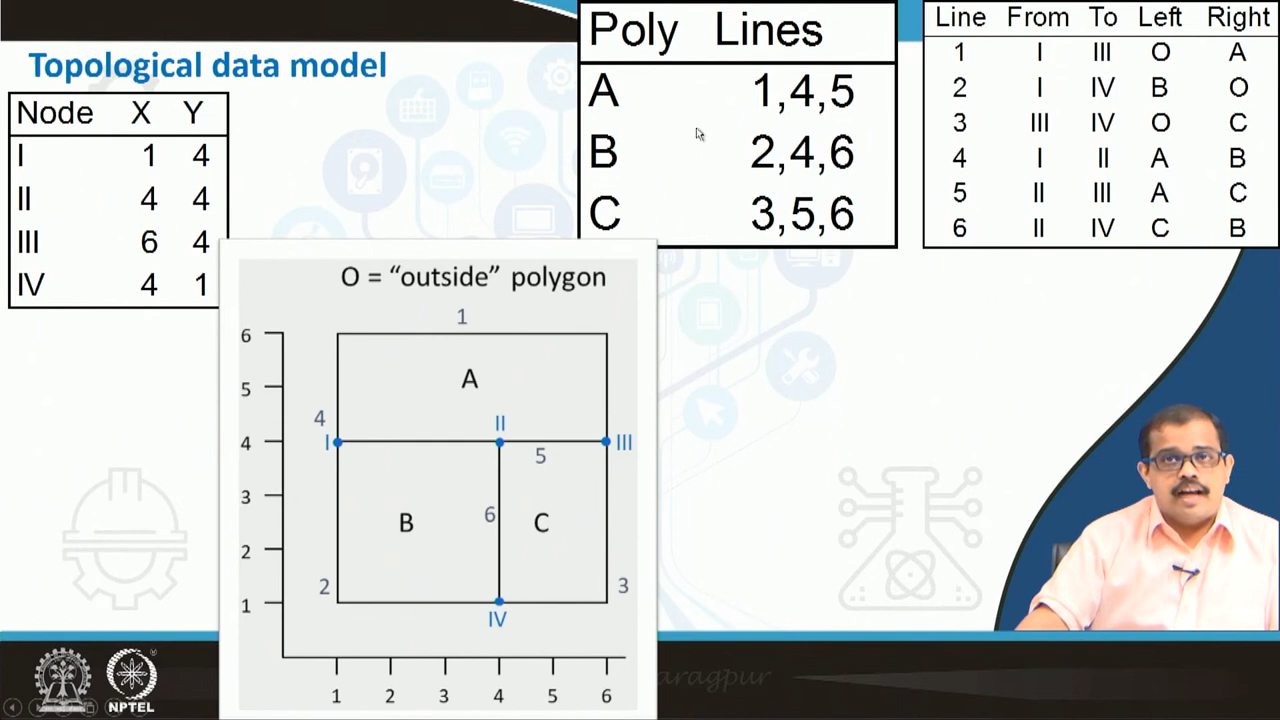 Topological data model
Node X Y
I 1 4
II 4 4
III 6 4
IV 4 1
Poly Lines
A 1,4,5
B 2,4,6
C 3,5,6
Line From To Left Right
1 I III O A
2 I IV B O
3 III IV O C
4 I II A B
5 II III A C
6 II IV C B
O = “outside” polygon
1
6
5 A
4 II
4 I III
5
3 6 B C
2
2 3
1
IV
1 2 3 4 5 6
NPTEL
aragpur